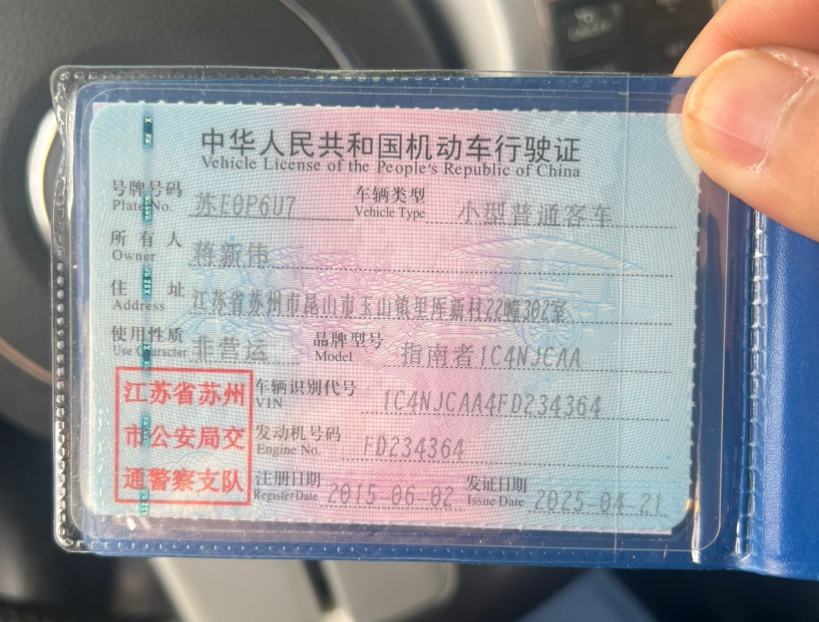 中华人民共和国机动车行驶证
Vehicle License of the People's Republic of China
号牌号码 苏E0P6U7 车辆类型 小型普通客车
Plate No. Vehicle Type
所有人 蒋新伟
Owner
住址 江苏省苏州市昆山市玉山镇里厍新村22幢302室
Address
使用性质 非营运 品牌型号 指南者1C4NJCAA
Use Character Model
江苏省苏州 车辆识别代号 1C4NJCAA4FD234364
VIN
市公安局交 发动机号码 FD234364
Engine No.
通警察支队 注册日期 2015-06-02 发证日期 2025-04-21
Register Date Issue Date